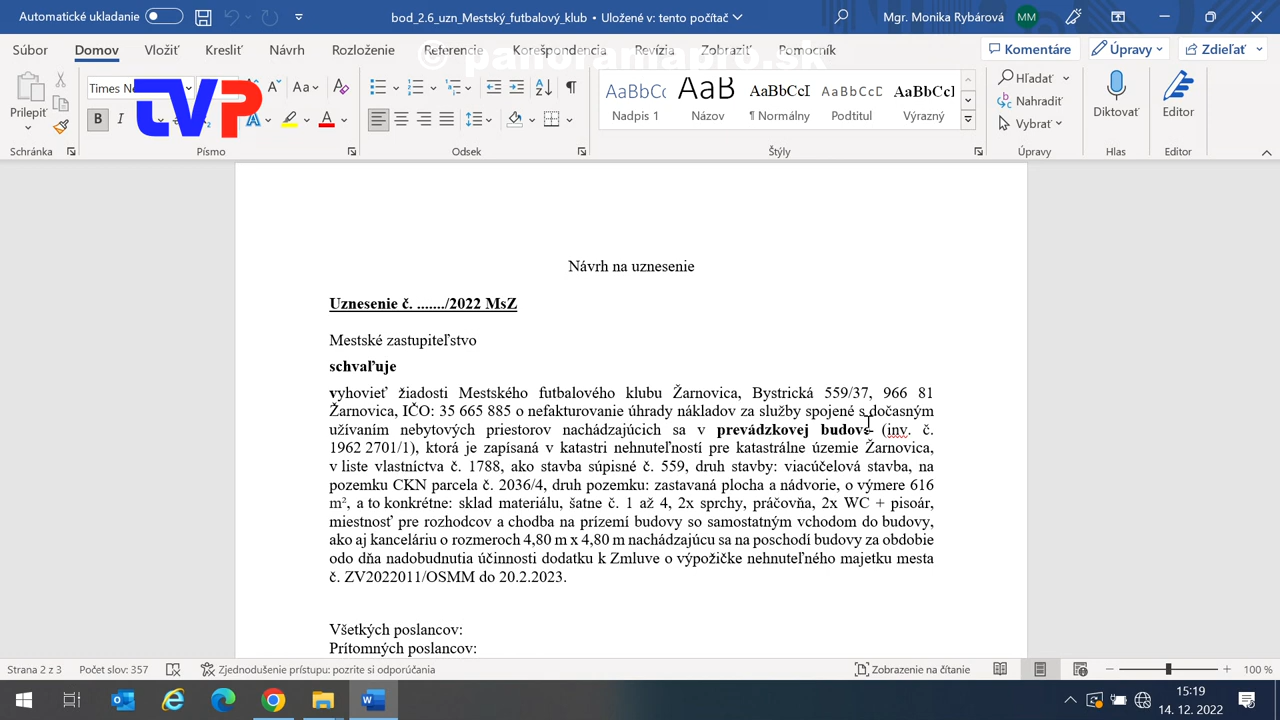 Automatické ukladanie
bod_2.6_uzn_Mestský_futbalový_klub • Uložené v: tento počítač
Mgr. Monika Rybárová
MM
Súbor Domov Vložiť Kresliť Návrh Rozloženie Referencie Korešpondencia Revízia Zobraziť Pomocník
Komentáre Úpravy Zdieľať
© panoramapro.sk
TVP
Prilepiť
Times Ne
Aa
B I
AaBbCc AaB AaBbCcI AaBbCcD AaBbCcI
Nadpis 1 Názov ¶ Normálny Podtitul Výrazný
Hľadať
Nahradiť
Vybrať
Diktovať
Editor
Schránka Písmo Odsek Štýly Úpravy Hlas Editor
Návrh na uznesenie
Uznesenie č. ......./2022 MsZ
Mestské zastupiteľstvo
schvaľuje
vyhovieť žiadosti Mestského futbalového klubu Žarnovica, Bystrická 559/37, 966 81
Žarnovica, IČO: 35 665 885 o nefakturovanie úhrady nákladov za služby spojené s dočasným
užívaním nebytových priestorov nachádzajúcich sa v prevádzkovej budove (inv. č.
1962 2701/1), ktorá je zapísaná v katastri nehnuteľností pre katastrálne územie Žarnovica,
v liste vlastníctva č. 1788, ako stavba súpisné č. 559, druh stavby: viacúčelová stavba, na
pozemku CKN parcela č. 2036/4, druh pozemku: zastavaná plocha a nádvorie, o výmere 616
m², a to konkrétne: sklad materiálu, šatne č. 1 až 4, 2x sprchy, práčovňa, 2x WC + pisoár,
miestnosť pre rozhodcov a chodba na prízemí budovy so samostatným vchodom do budovy,
ako aj kanceláriu o rozmeroch 4,80 m x 4,80 m nachádzajúcu sa na poschodí budovy za obdobie
odo dňa nadobudnutia účinnosti dodatku k Zmluve o výpožičke nehnuteľného majetku mesta
č. ZV2022011/OSMM do 20.2.2023.
Všetkých poslancov:
Prítomných poslancov:
Strana 2 z 3 Počet slov: 357 Zjednodušenie prístupu: pozrite si odporúčania
Zobrazenie na čítanie
100 %
15:19
14. 12. 2022